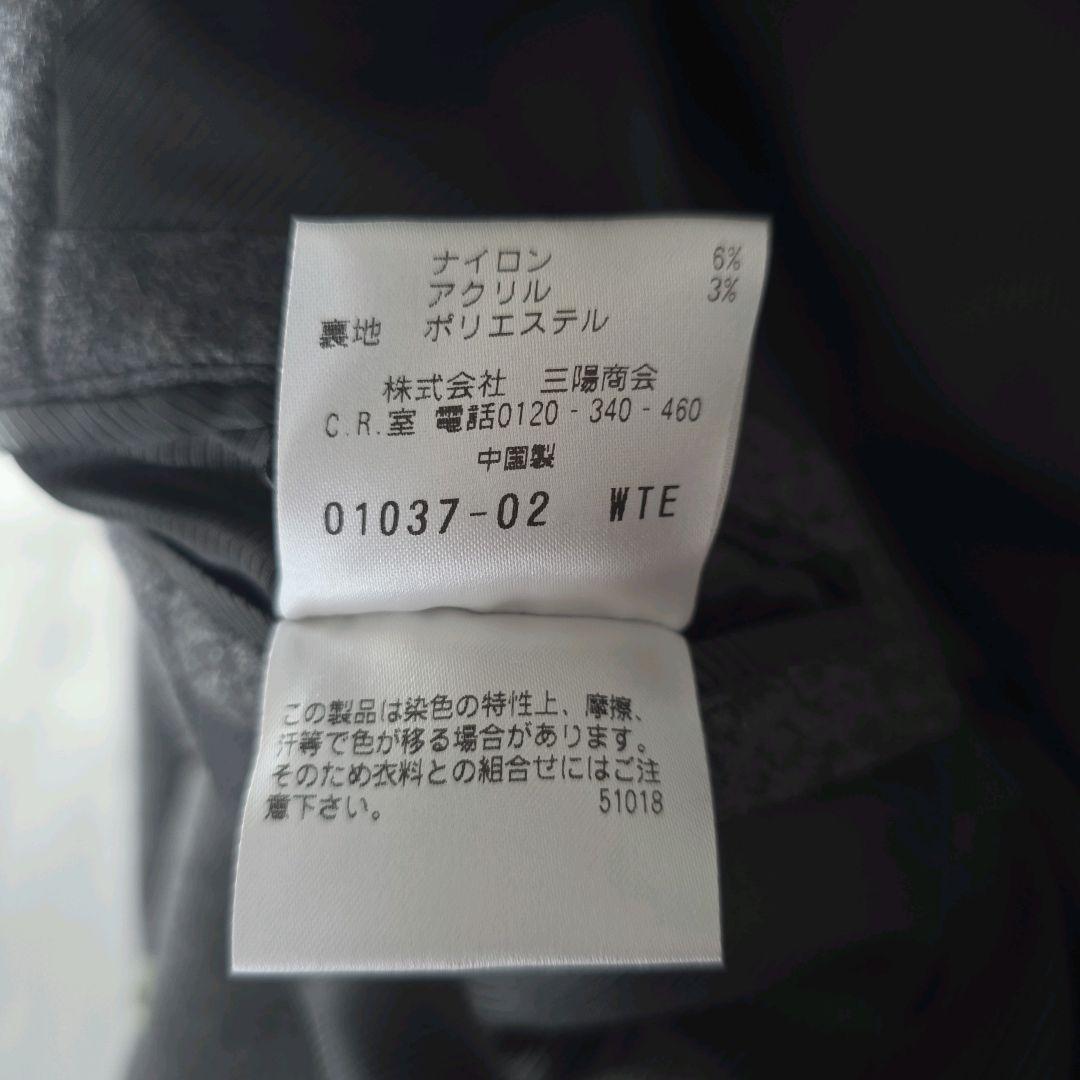 ナイロン 6%
アクリル 3%
裏地 ポリエステル
株式会社 三陽商会
C.R.室 電話0120-340-460
中国製
01037-02 WTE
この製品は染色の特性上、摩擦、
汗等で色が移る場合があります。
そのため衣料との組合せにはご注
意下さい。 51018